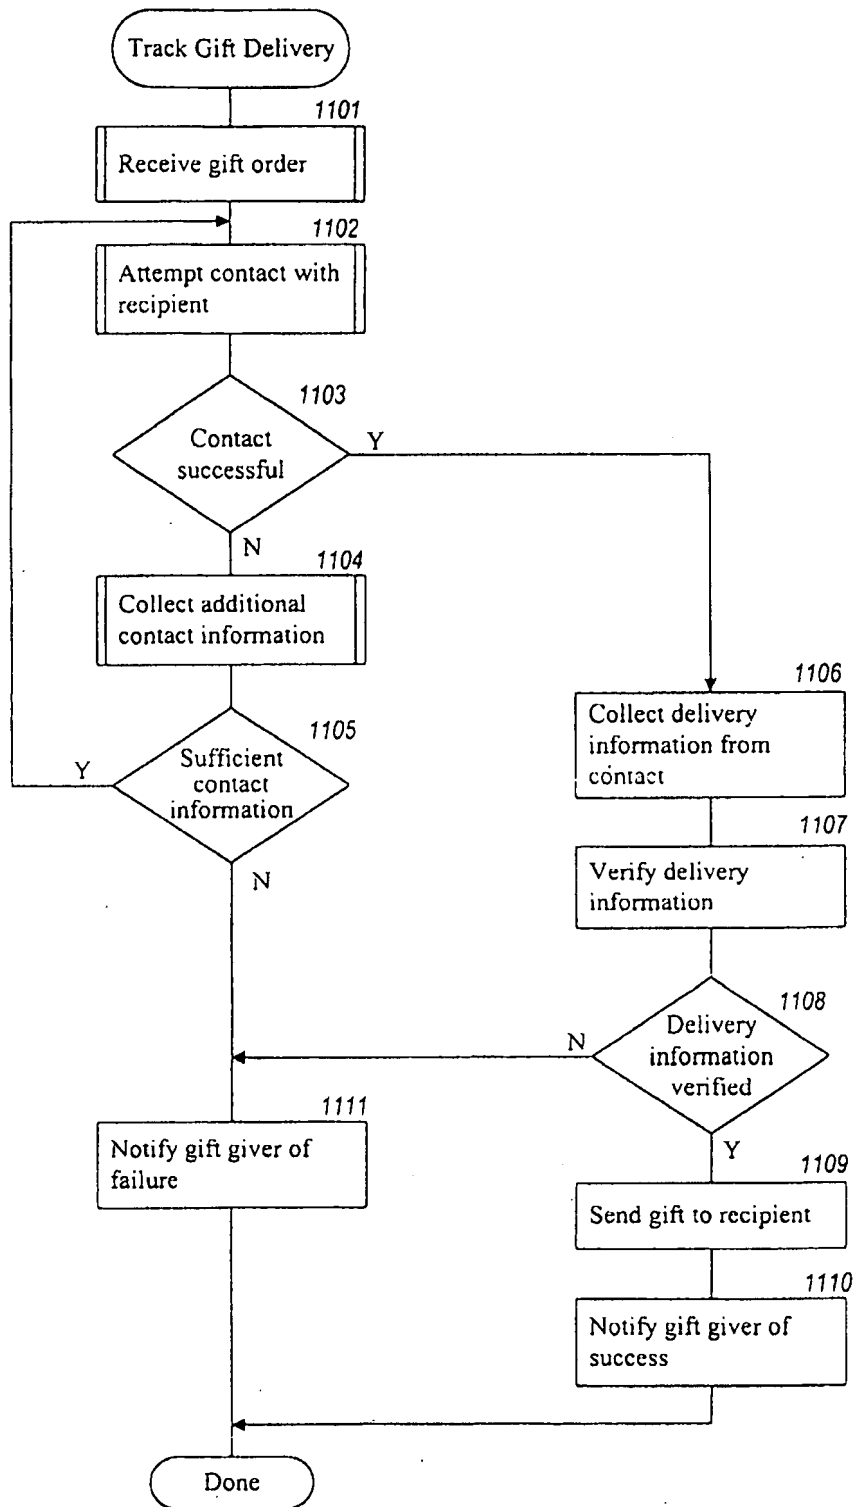 Track Gift Delivery
1101
Receive gift order
1102
Attempt contact with
recipient
1103
Contact
successful
Y
N
1104
Collect additional
contact information
1105
Sufficient
contact
information
Y
N
1106
Collect delivery
information from
contact
1107
Verify delivery
information
1108
Delivery
information
verified
N
Y
1109
Send gift to recipient
1110
Notify gift giver of
success
1111
Notify gift giver of
failure
Done